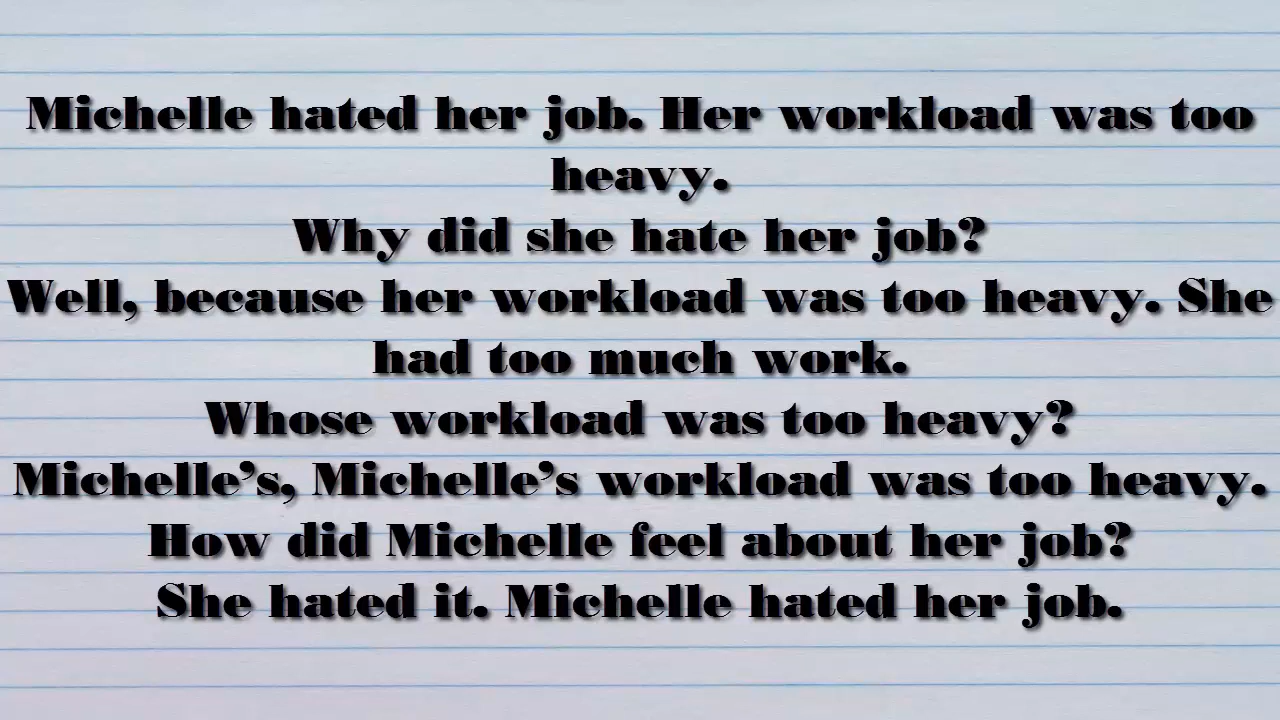 Michelle hated her job. Her workload was too
heavy.
Why did she hate her job?
Well, because her workload was too heavy. She
had too much work.
Whose workload was too heavy?
Michelle’s, Michelle’s workload was too heavy.
How did Michelle feel about her job?
She hated it. Michelle hated her job.